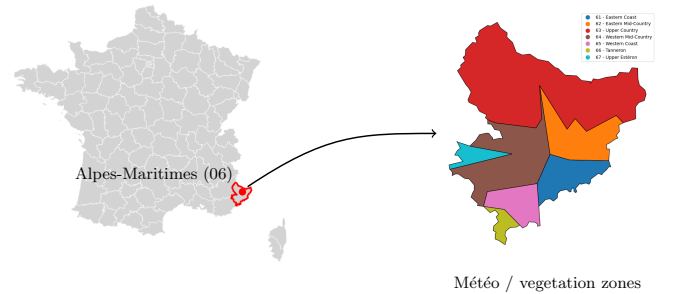 61 - Eastern Coast
62 - Eastern Mid-Country
63 - Upper Country
64 - Western Mid-Country
65 - Western Coast
66 - Tanneron
67 - Upper Estéron
Alpes-Maritimes (06)
Météo / vegetation zones